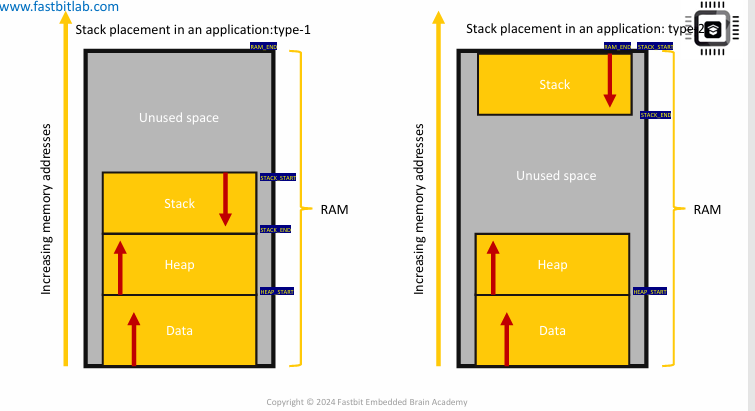 www.fastbitlab.com
Stack placement in an application:type-1
RAM_END
Unused space
STACK_START
Stack
STACK_END
Heap
HEAP_START
Data
Increasing memory addresses
RAM
Stack placement in an application: type-2
RAM_END
STACK_START
Stack
STACK_END
Unused space
Heap
HEAP_START
Data
Increasing memory addresses
RAM
Copyright © 2024 Fastbit Embedded Brain Academy